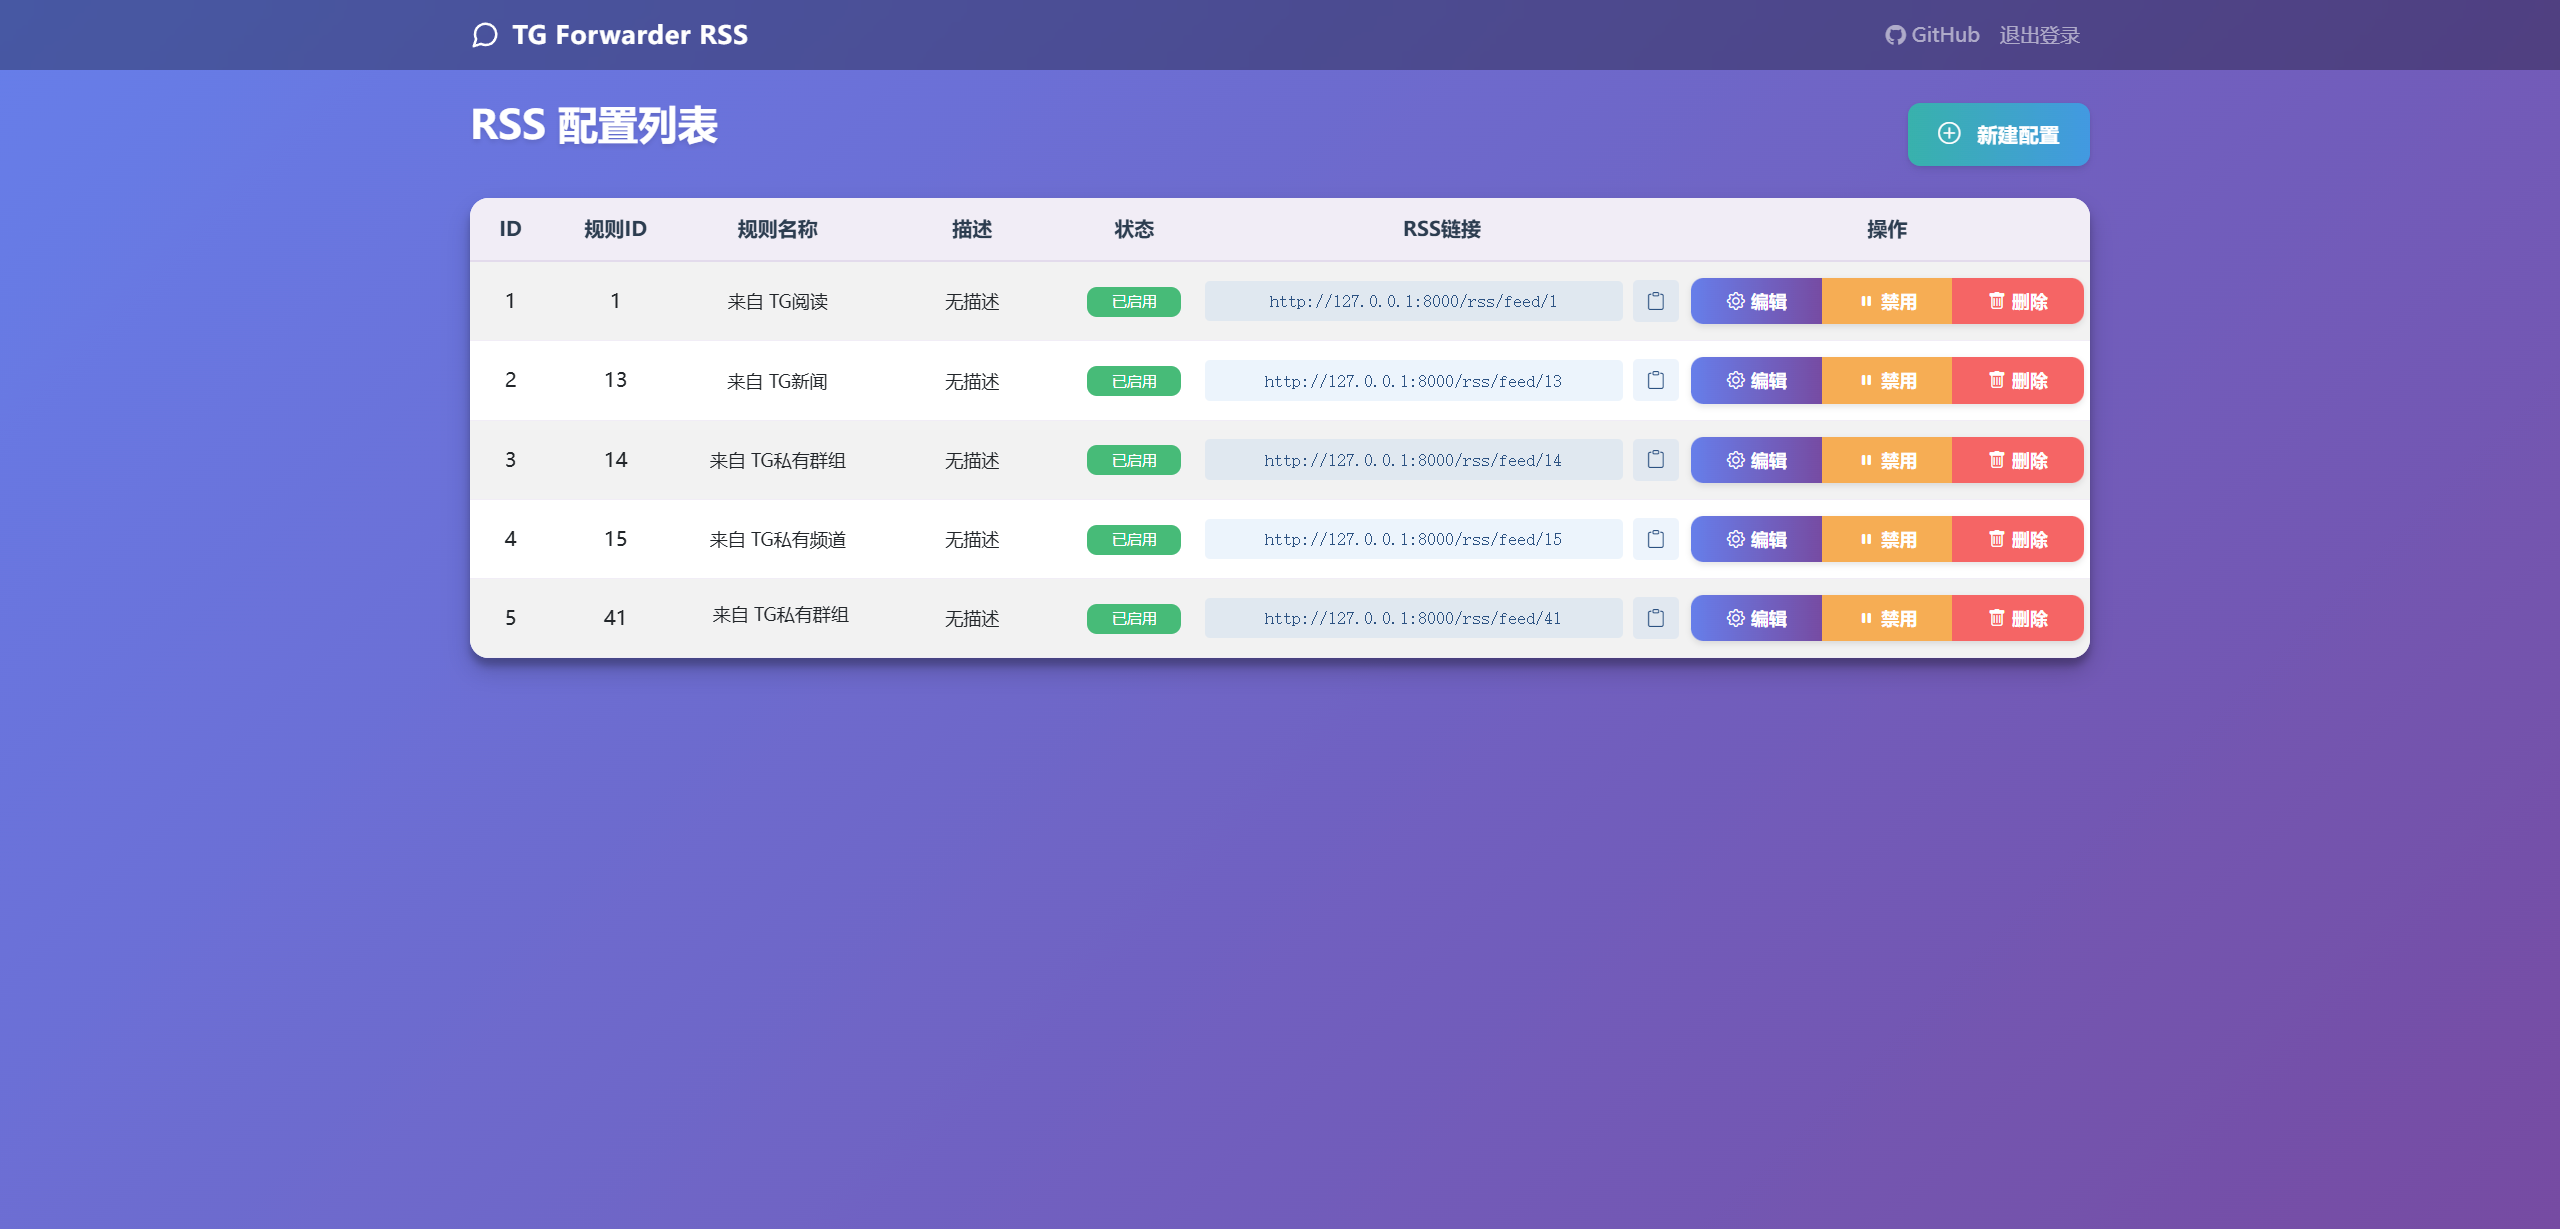 TG Forwarder RSS
GitHub 退出登录
RSS 配置列表
新建配置
ID 规则ID 规则名称 描述 状态 RSS链接 操作
1 1 来自 TG阅读 无描述 已启用 http://127.0.0.1:8000/rss/feed/1 编辑 禁用 删除
2 13 来自 TG新闻 无描述 已启用 http://127.0.0.1:8000/rss/feed/13 编辑 禁用 删除
3 14 来自 TG私有群组 无描述 已启用 http://127.0.0.1:8000/rss/feed/14 编辑 禁用 删除
4 15 来自 TG私有频道 无描述 已启用 http://127.0.0.1:8000/rss/feed/15 编辑 禁用 删除
5 41 来自 TG私有群组 无描述 已启用 http://127.0.0.1:8000/rss/feed/41 编辑 禁用 删除